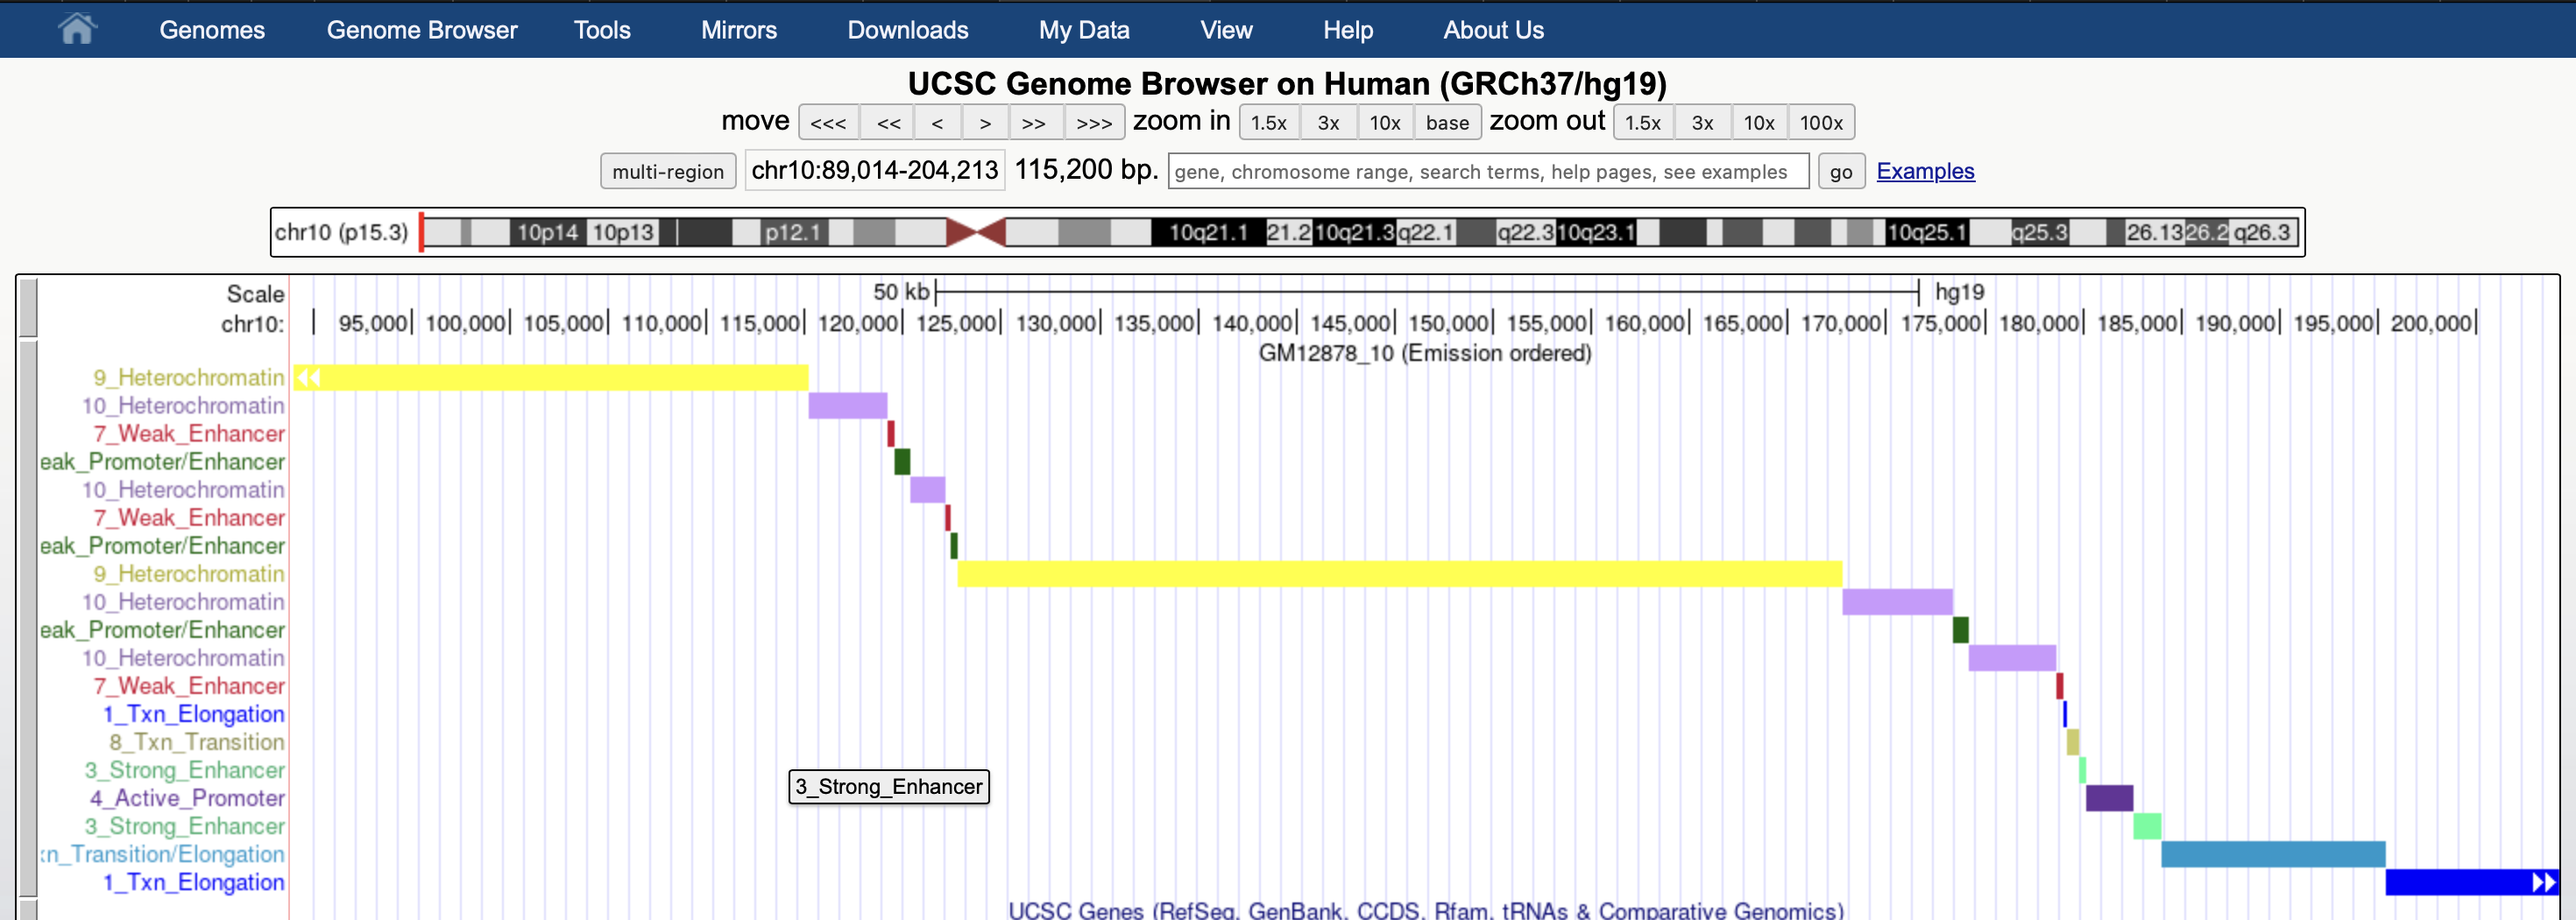 Genomes Genome Browser Tools Mirrors Downloads My Data View Help About Us
UCSC Genome Browser on Human (GRCh37/hg19)
move <<< << < > >> >>> zoom in 1.5x 3x 10x base zoom out 1.5x 3x 10x 100x
multi-region chr10:89,014-204,213 115,200 bp. gene, chromosome range, search terms, help pages, see examples go Examples
chr10 (p15.3) 10p14 10p13 p12.1 10q21.1 21.2 10q21.3 q22.1 q22.3 10q23.1 10q25.1 q25.3 26.13 26.2 q26.3
Scale 50 kb hg19
chr10: 95,000 100,000 105,000 110,000 115,000 120,000 125,000 130,000 135,000 140,000 145,000 150,000 155,000 160,000 165,000 170,000 175,000 180,000 185,000 190,000 195,000 200,000
GM12878_10 (Emission ordered)
9_Heterochromatin
10_Heterochromatin
7_Weak_Enhancer
eak_Promoter/Enhancer
10_Heterochromatin
7_Weak_Enhancer
eak_Promoter/Enhancer
9_Heterochromatin
10_Heterochromatin
eak_Promoter/Enhancer
10_Heterochromatin
7_Weak_Enhancer
1_Txn_Elongation
8_Txn_Transition
3_Strong_Enhancer
3_Strong_Enhancer
4_Active_Promoter
3_Strong_Enhancer
xn_Transition/Elongation
1_Txn_Elongation
UCSC Genes (RefSeq, GenBank, CCDS, Rfam, tRNAs & Comparative Genomics)